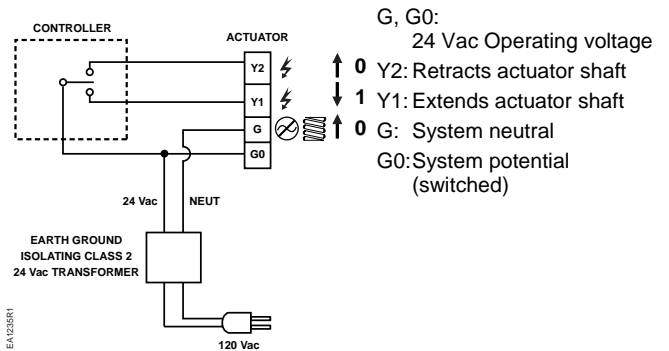 CONTROLLER
ACTUATOR
Y2
Y1
G
G0
24 Vac
NEUT
EARTH GROUND
ISOLATING CLASS 2
24 Vac TRANSFORMER
120 Vac
EA1235R1
0
1
0
G, G0:
24 Vac Operating voltage
Y2: Retracts actuator shaft
Y1: Extends actuator shaft
G: System neutral
G0: System potential
(switched)